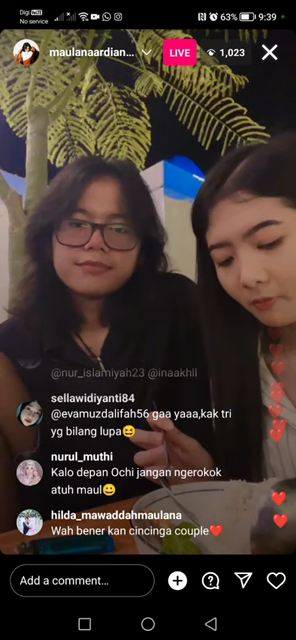 Digi VoLTE
No service
63%
9:39
maulanaardian...
LIVE
1,023
@nur_islamiyah23 @inaakhll
sellawidiyanti84
@evamuzdalifah56 gaa yaaa,kak tri
yg bilang lupa😆
nurul_muthi
Kalo depan Ochi jangan ngerokok
atuh maul😀
hilda_mawaddahmaulana
Wah bener kan cincinga couple❤️
Add a comment...